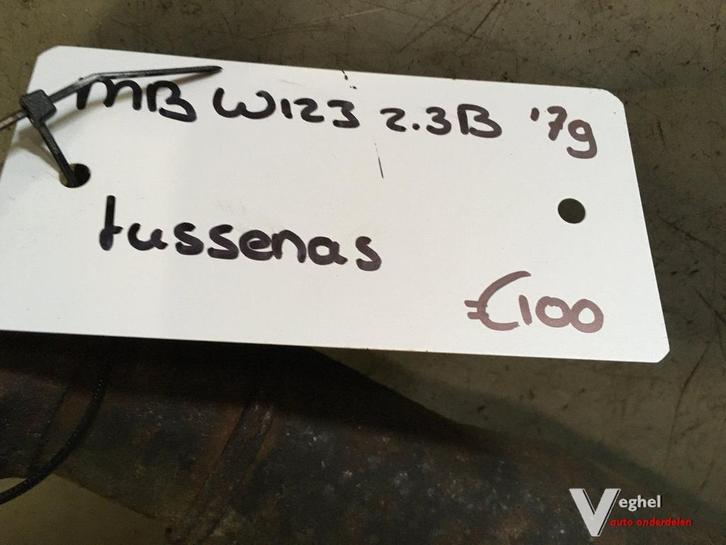 MB W123 2.3B '79
tussenas
€100
Veghel
auto onderdelen